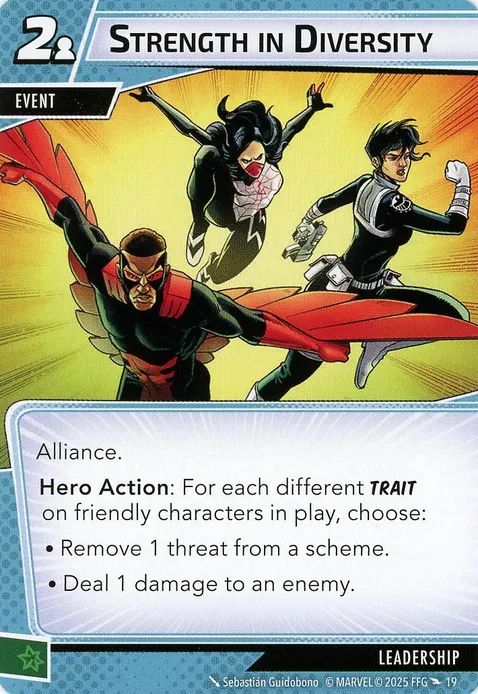 2
STRENGTH IN DIVERSITY
EVENT
Alliance.
Hero Action: For each different TRAIT
on friendly characters in play, choose:
• Remove 1 threat from a scheme.
• Deal 1 damage to an enemy.
LEADERSHIP
Sebastián Guidobono © MARVEL © 2025 FFG 19